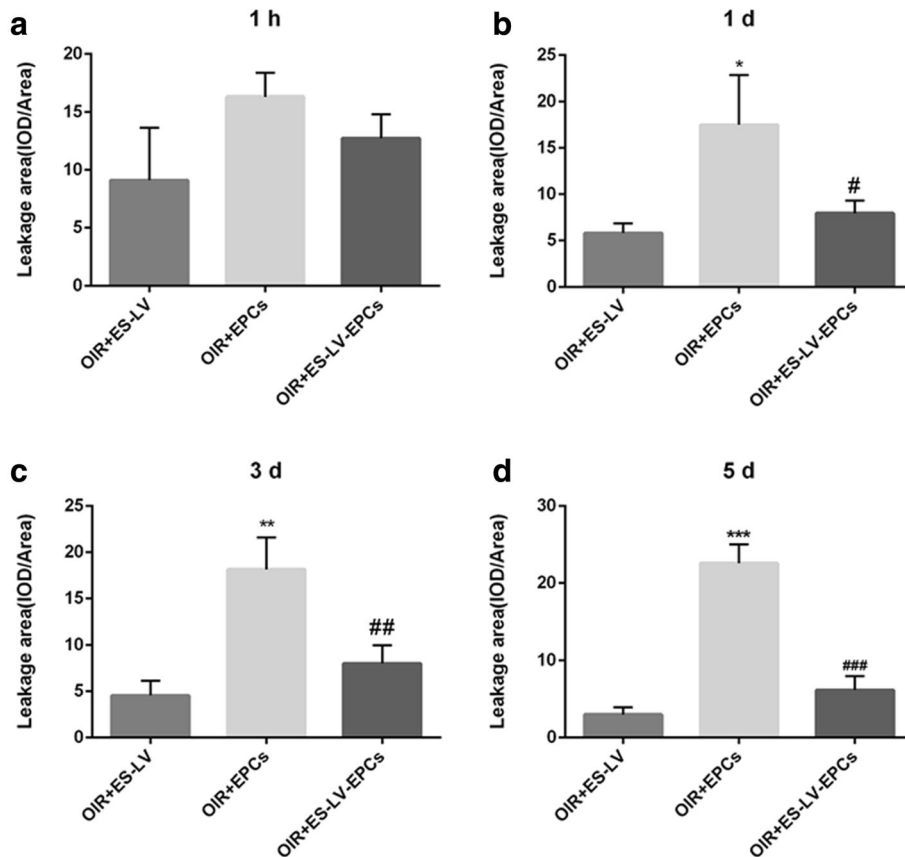 a
1 h
Leakage area(IOD/Area)
20
15
10
5
0
OIR+ES-LV
OIR+EPCs
OIR+ES-LV-EPCs
b
1 d
Leakage area(IOD/Area)
25
20
15
10
5
0
*
#
OIR+ES-LV
OIR+EPCs
OIR+ES-LV-EPCs
c
3 d
Leakage area(IOD/Area)
25
20
15
10
5
0
**
##
OIR+ES-LV
OIR+EPCs
OIR+ES-LV-EPCs
d
5 d
Leakage area(IOD/Area)
30
20
10
0
***
###
OIR+ES-LV
OIR+EPCs
OIR+ES-LV-EPCs